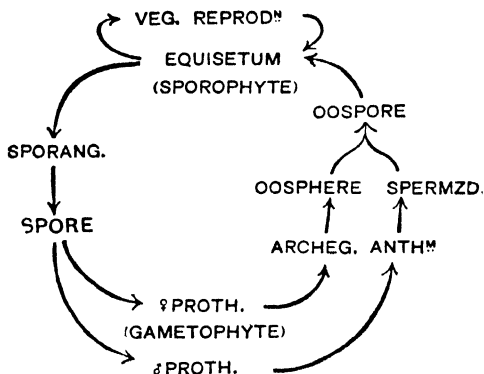 VEG. REPRODᴺ
EQUISETUM
(SPOROPHYTE)
OOSPORE
SPORANG.
OOSPHERE SPERMZD.
SPORE
ARCHEG. ANTHᴹ
♀PROTH.
(GAMETOPHYTE)
♂PROTH.